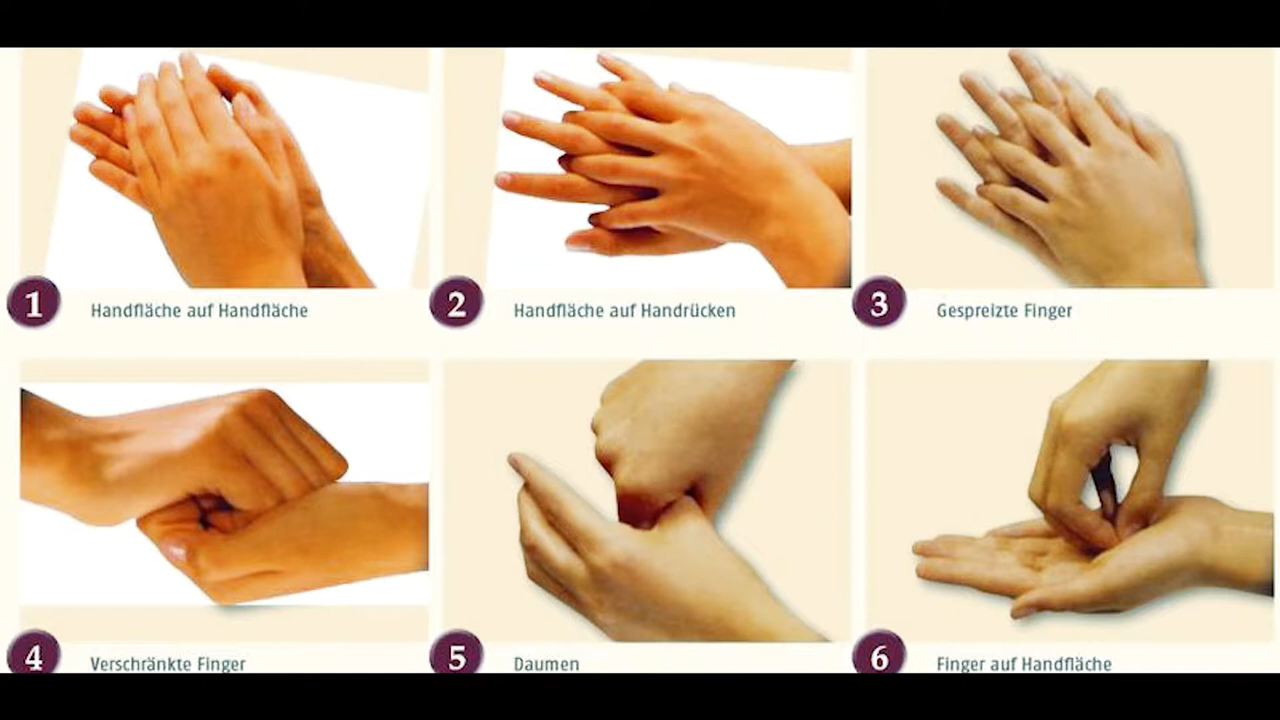 1 Handfläche auf Handfläche
2 Handfläche auf Handrücken
3 Gespreizte Finger
4 Verschränkte Finger
5 Daumen
6 Finger auf Handfläche